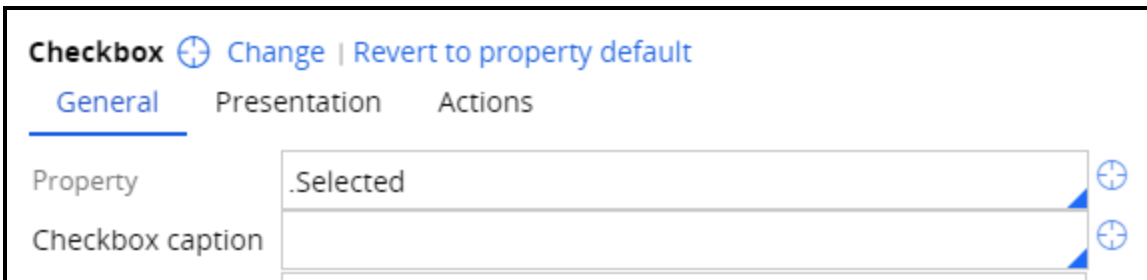 Checkbox Change | Revert to property default
General Presentation Actions
Property .Selected
Checkbox caption